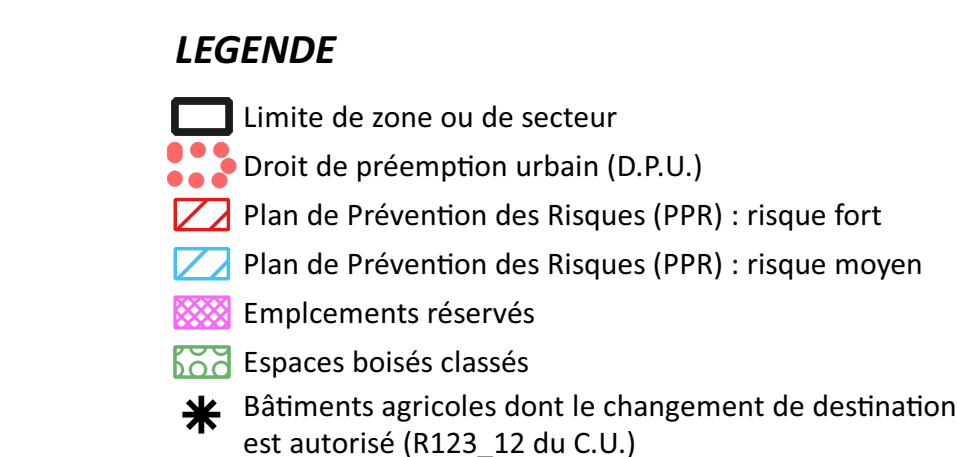 LEGENDE
Limite de zone ou de secteur
Droit de préemption urbain (D.P.U.)
Plan de Prévention des Risques (PPR) : risque fort
Plan de Prévention des Risques (PPR) : risque moyen
Emplcements réservés
Espaces boisés classés
Bâtiments agricoles dont le changement de destination
est autorisé (R123_12 du C.U.)